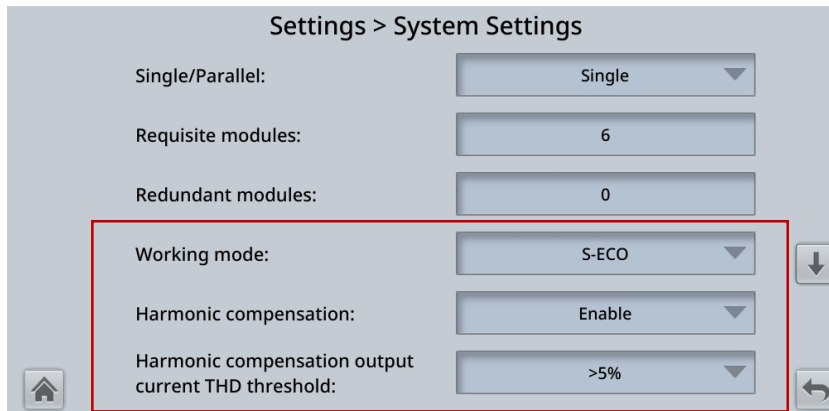 Settings > System Settings
Single/Parallel:
Single
Requisite modules:
6
Redundant modules:
0
Working mode:
S-ECO
Harmonic compensation:
Enable
Harmonic compensation output
current THD threshold:
>5%